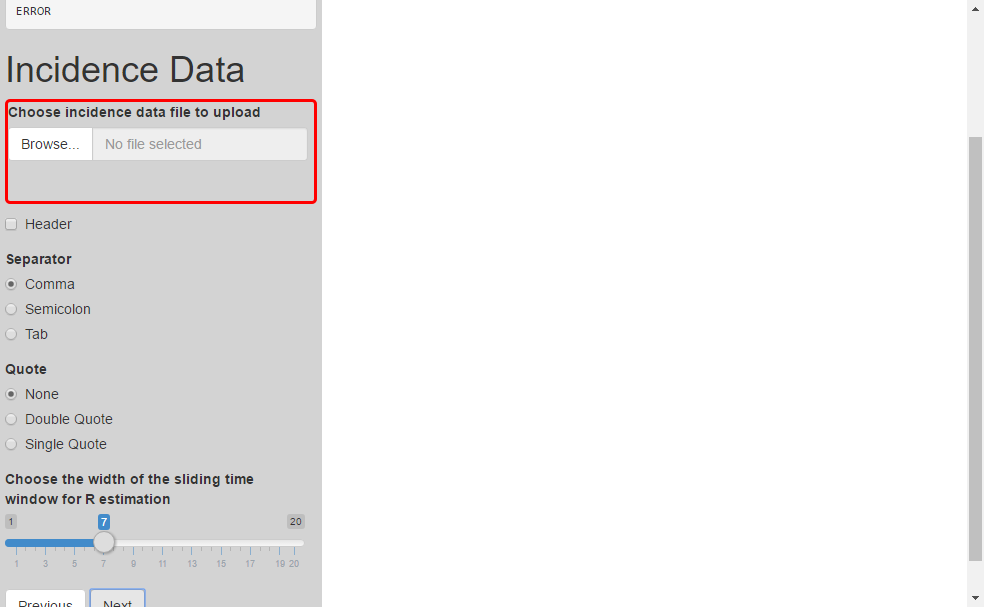 ERROR
Incidence Data
Choose incidence data file to upload
Browse... No file selected
Header
Separator
Comma
Semicolon
Tab
Quote
None
Double Quote
Single Quote
Choose the width of the sliding time
window for R estimation
1 7 20
1 3 5 7 9 11 13 15 17 19 20
Previous Next